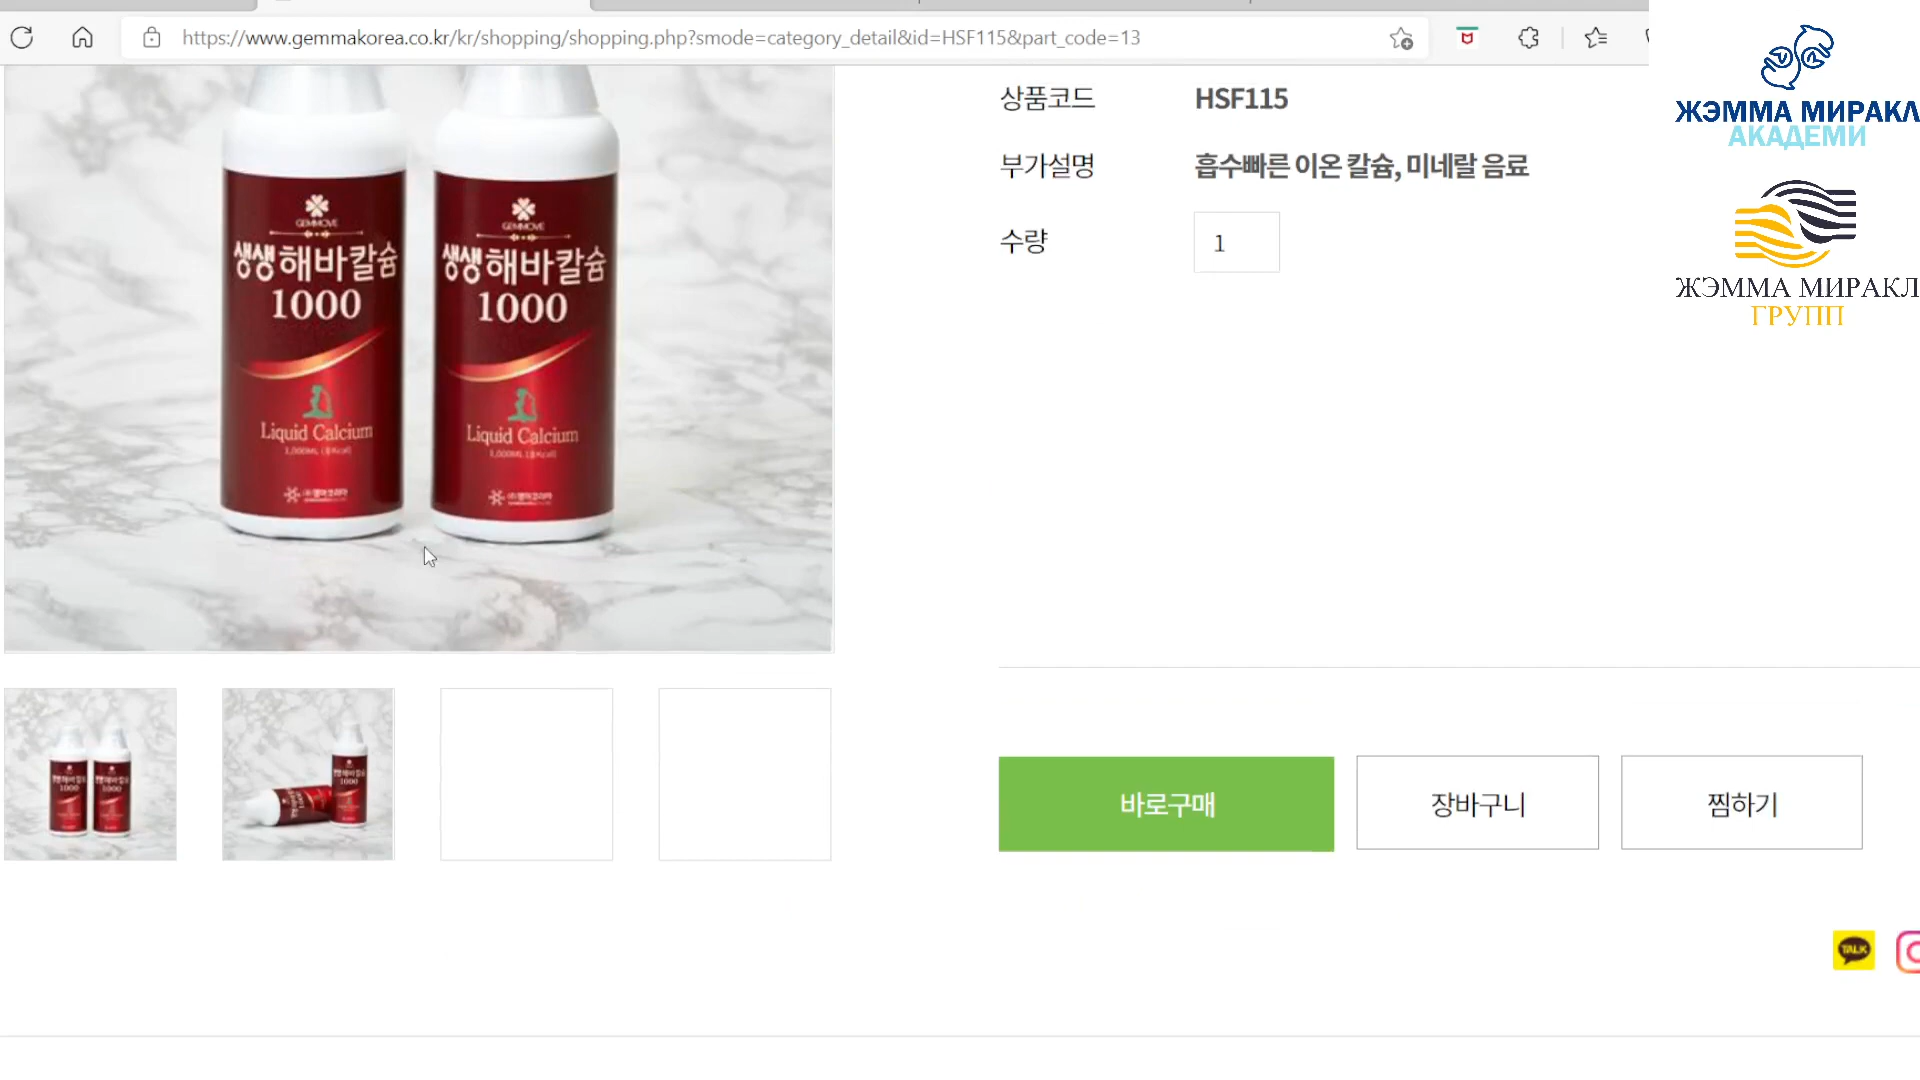 https://www.gemmakorea.co.kr/kr/shopping/shopping.php?smode=category_detail&id=HSF115&part_code=13
ЖЭММА МИРАКЛ
АКАДЕМИ
ЖЭММА МИРАКЛ
ГРУПП
상품코드 HSF115
부가설명 흡수빠른 이온 칼슘, 미네랄 음료
수량 1
GEMMOVE
생생해바칼슘
1000
Liquid Calcium
GEMMOVE
생생해바칼슘
1000
Liquid Calcium
바로구매
장바구니
찜하기
TALK